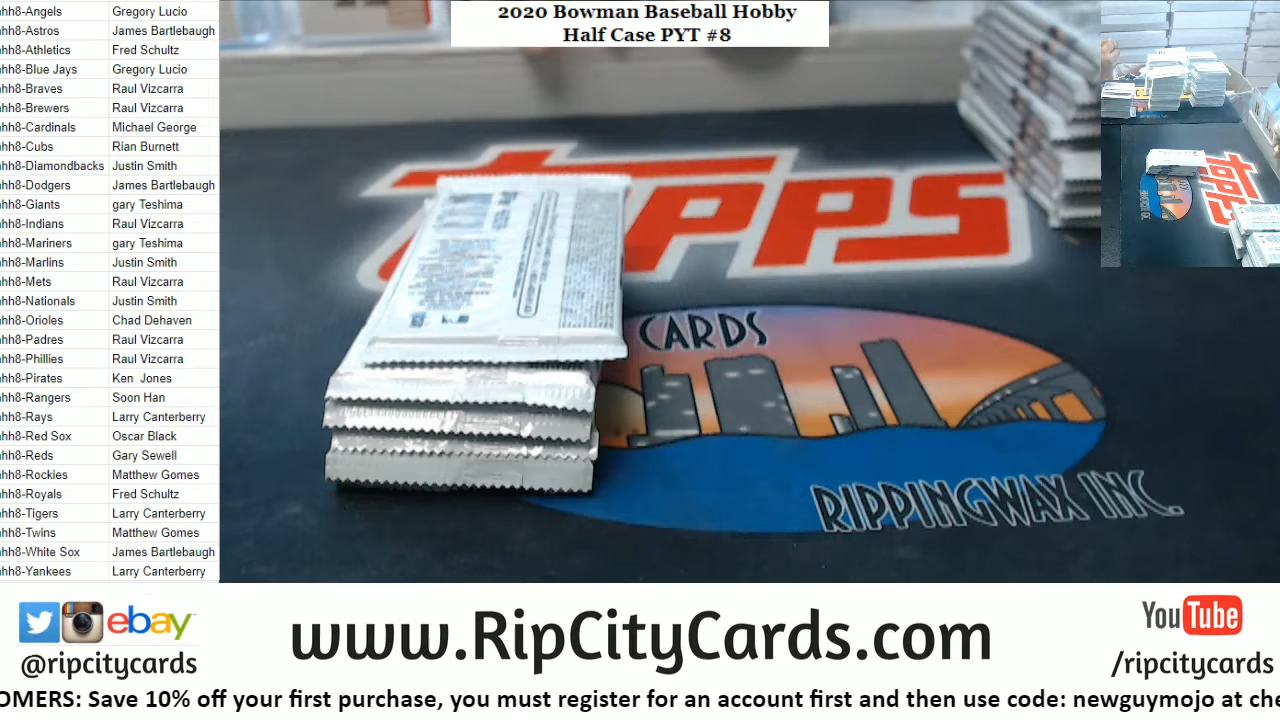 2020 Bowman Baseball Hobby
Half Case PYT #8
hh8-Angels Gregory Lucio
hh8-Astros James Bartlebaugh
hh8-Athletics Fred Schultz
hh8-Blue Jays Gregory Lucio
hh8-Braves Raul Vizcarra
hh8-Brewers Raul Vizcarra
hh8-Cardinals Michael George
hh8-Cubs Rian Burnett
hh8-Diamondbacks Justin Smith
hh8-Dodgers James Bartlebaugh
hh8-Giants gary Teshima
hh8-Indians Raul Vizcarra
hh8-Mariners gary Teshima
hh8-Marlins Justin Smith
hh8-Mets Raul Vizcarra
hh8-Nationals Justin Smith
hh8-Orioles Chad Dehaven
hh8-Padres Raul Vizcarra
hh8-Phillies Raul Vizcarra
hh8-Pirates Ken Jones
hh8-Rangers Soon Han
hh8-Rays Larry Canterberry
hh8-Red Sox Oscar Black
hh8-Reds Gary Sewell
hh8-Rockies Matthew Gomes
hh8-Royals Fred Schultz
hh8-Tigers Larry Canterberry
hh8-Twins Matthew Gomes
hh8-White Sox James Bartlebaugh
hh8-Yankees Larry Canterberry
topps
CARDS
RIPPINGWAX INC.
topps
ebay
@ripcitycards
www.RipCityCards.com
YouTube
/ripcitycards
OMERS: Save 10% off your first purchase, you must register for an account first and then use code: newguymojo at che